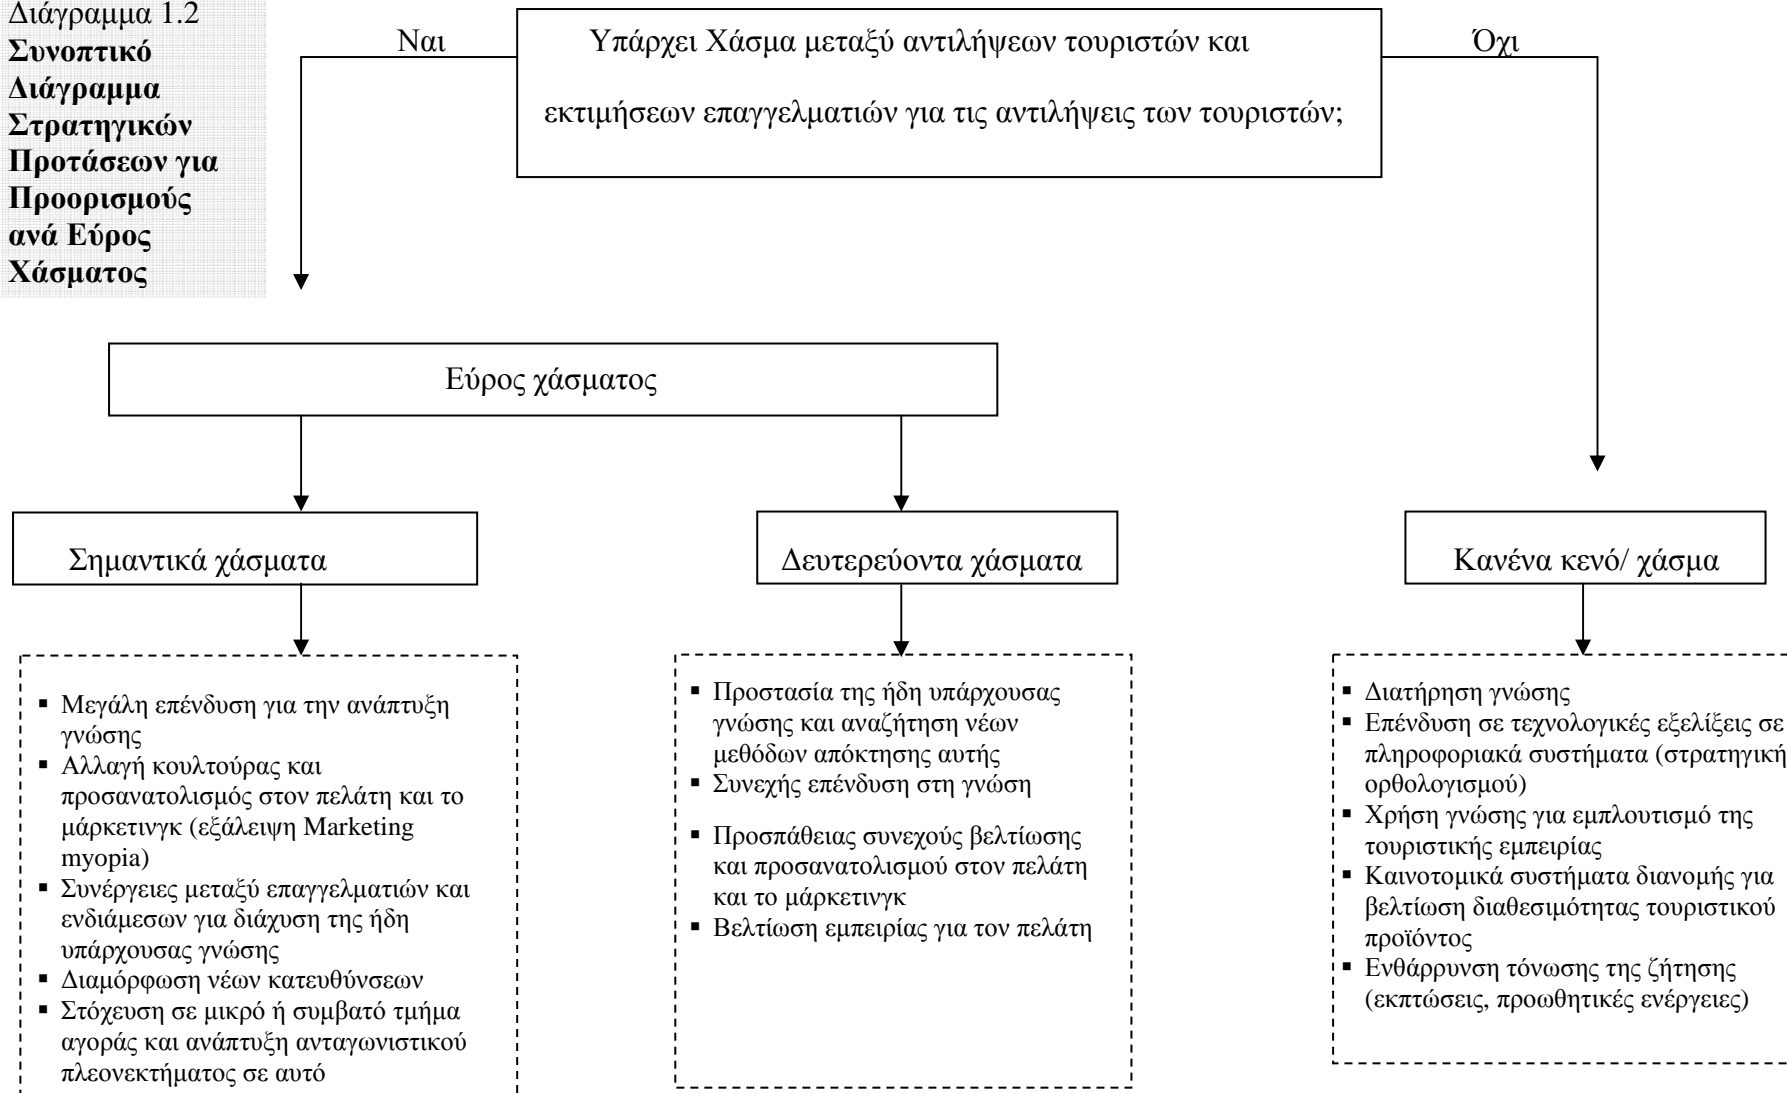 Διάγραμμα 1.2
Συνοπτικό
Διάγραμμα
Στρατηγικών
Προτάσεων για
Προορισμούς
ανά Εύρος
Χάσματος
Ναι
Υπάρχει Χάσμα μεταξύ αντιλήψεων τουριστών και
εκτιμήσεων επαγγελματιών για τις αντιλήψεις των τουριστών;
Όχι
Εύρος χάσματος
Σημαντικά χάσματα
Δευτερεύοντα χάσματα
Κανένα κενό/ χάσμα
▪ Μεγάλη επένδυση για την ανάπτυξη
γνώσης
▪ Αλλαγή κουλτούρας και
προσανατολισμός στον πελάτη και το
μάρκετινγκ (εξάλειψη Marketing
myopia)
▪ Συνέργειες μεταξύ επαγγελματιών και
ενδιάμεσων για διάχυση της ήδη
υπάρχουσας γνώσης
▪ Διαμόρφωση νέων κατευθύνσεων
▪ Στόχευση σε μικρό ή συμβατό τμήμα
αγοράς και ανάπτυξη ανταγωνιστικού
πλεονεκτήματος σε αυτό
▪ Προστασία της ήδη υπάρχουσας
γνώσης και αναζήτηση νέων
μεθόδων απόκτησης αυτής
▪ Συνεχής επένδυση στη γνώση
▪ Προσπάθειας συνεχούς βελτίωσης
και προσανατολισμού στον πελάτη
και το μάρκετινγκ
▪ Βελτίωση εμπειρίας για τον πελάτη
▪ Διατήρηση γνώσης
▪ Επένδυση σε τεχνολογικές εξελίξεις σε
πληροφοριακά συστήματα (στρατηγική
ορθολογισμού)
▪ Χρήση γνώσης για εμπλουτισμό της
τουριστικής εμπειρίας
▪ Καινοτομικά συστήματα διανομής για
βελτίωση διαθεσιμότητας τουριστικού
προϊόντος
▪ Ενθάρρυνση τόνωσης της ζήτησης
(εκπτώσεις, προωθητικές ενέργειες)